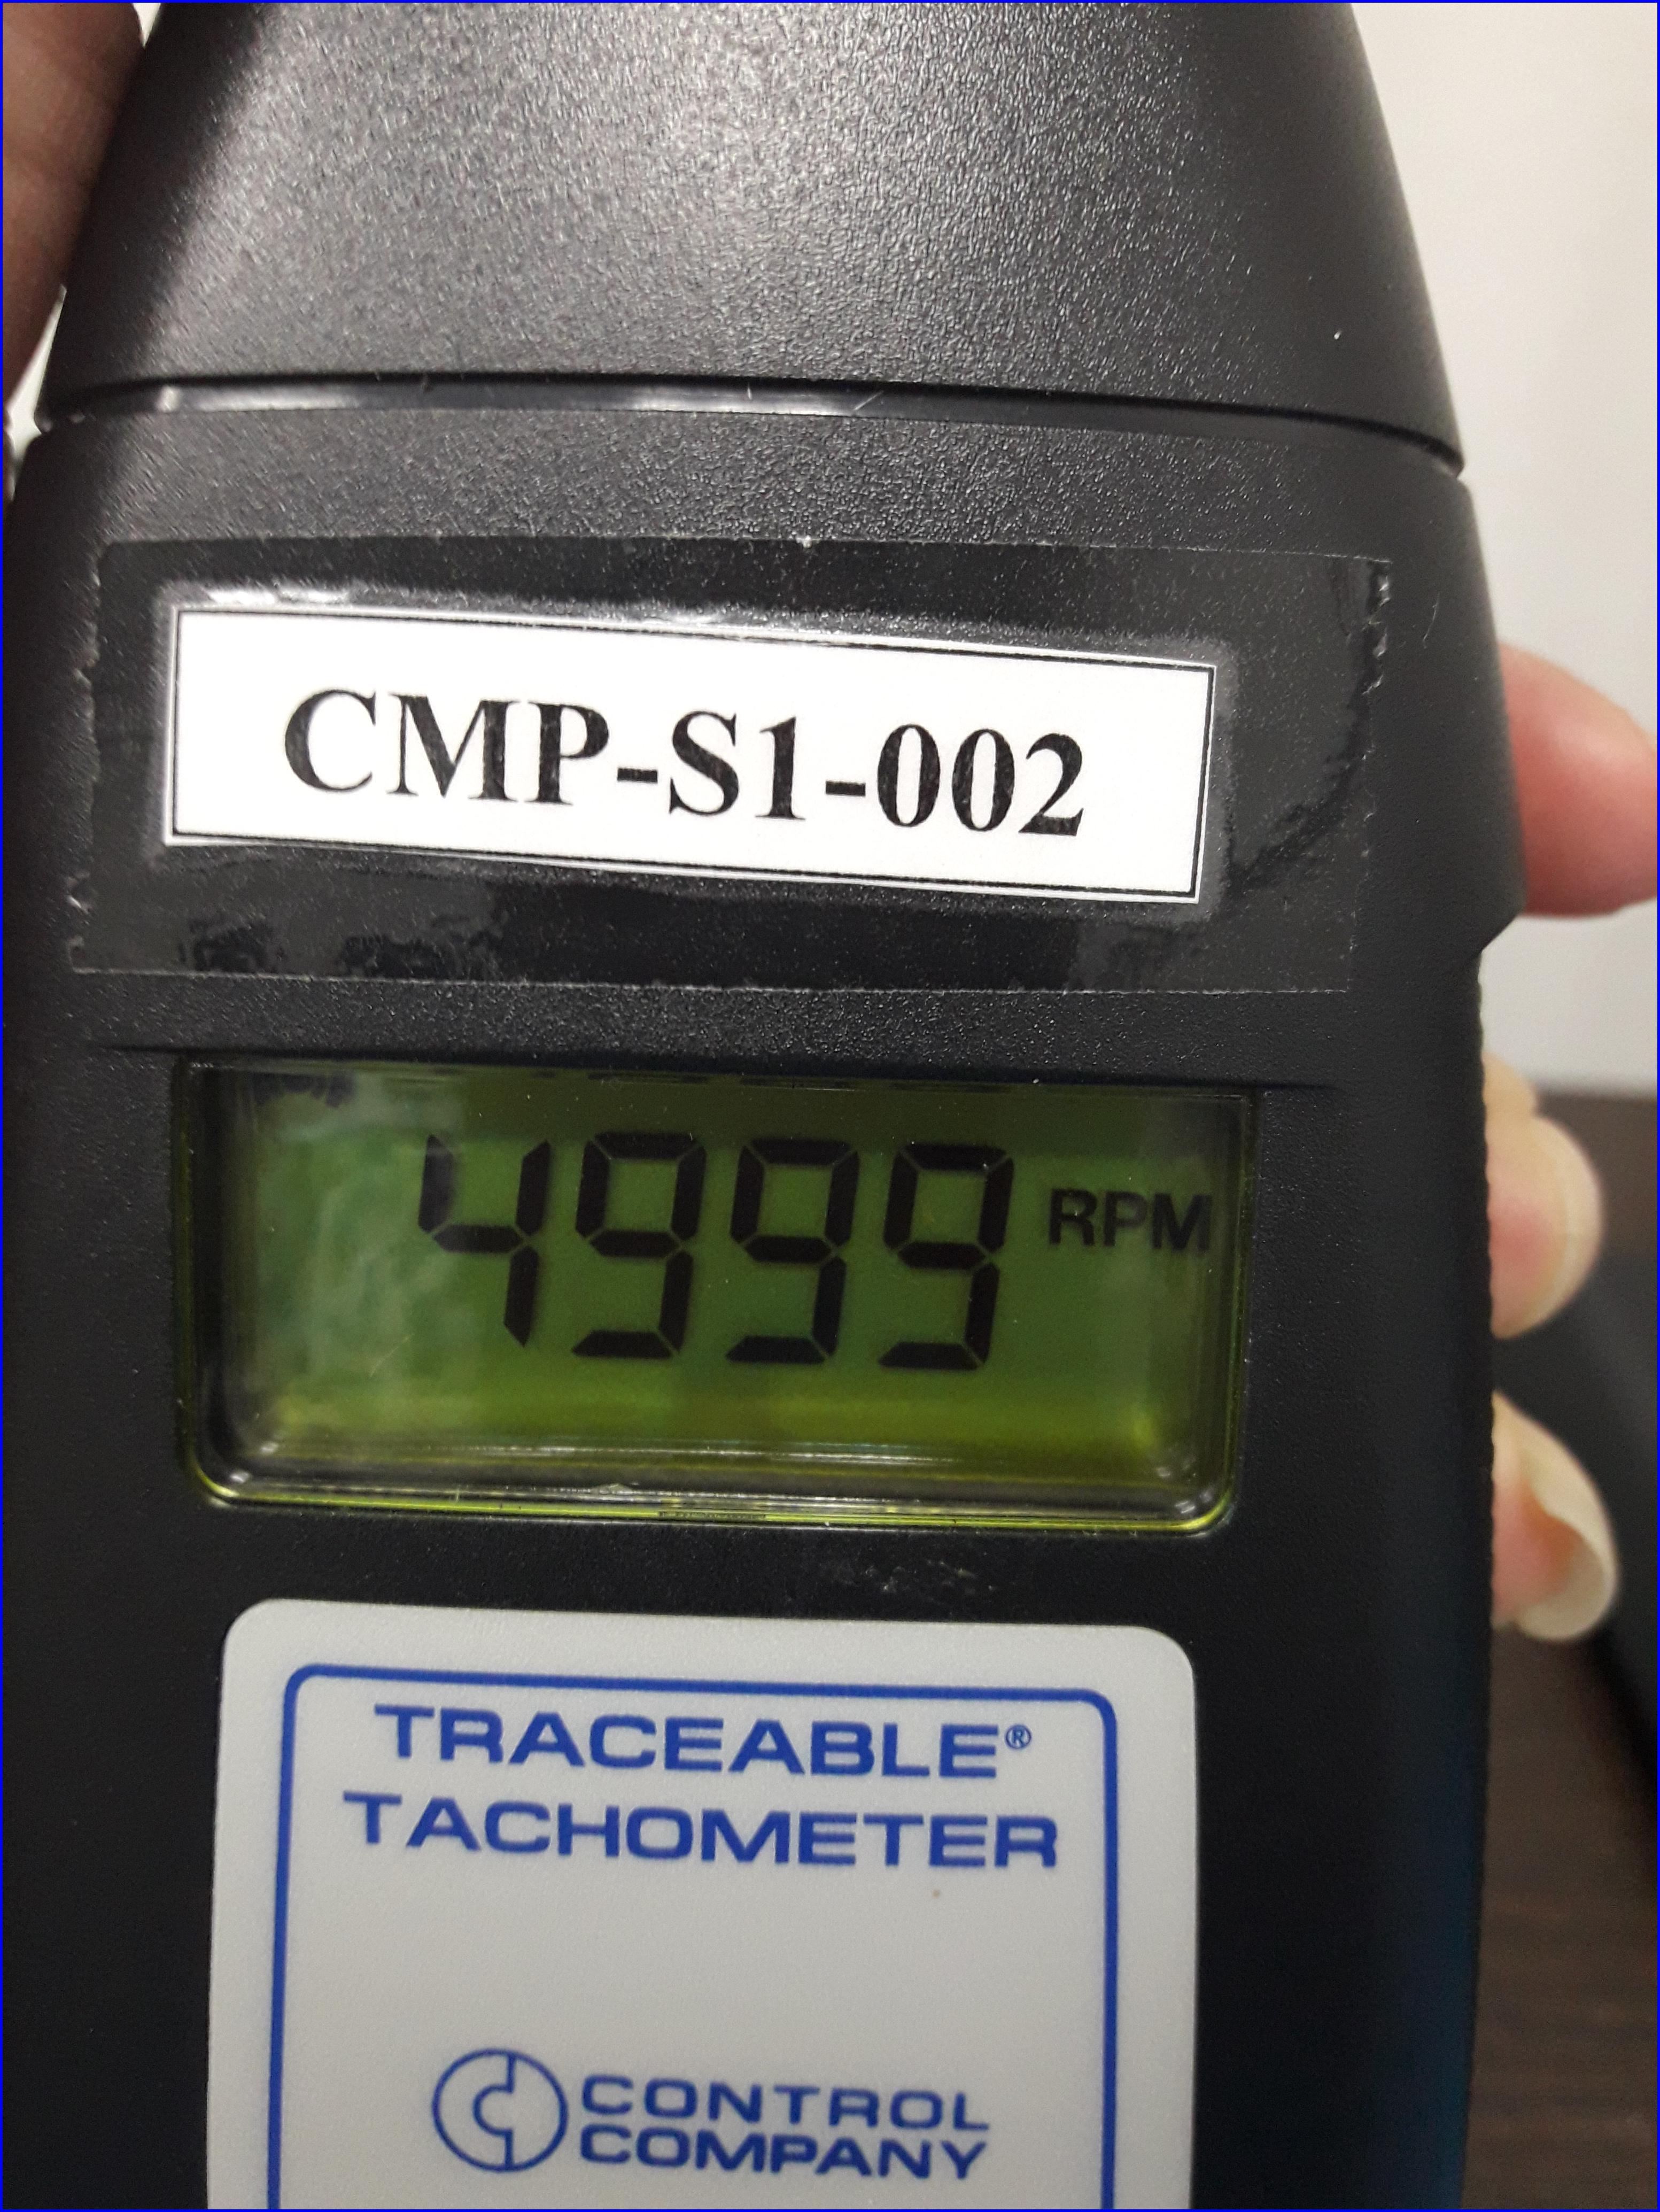 CMP-S1-002
4999 RPM
TRACEABLE®
TACHOMETER
CONTROL
COMPANY